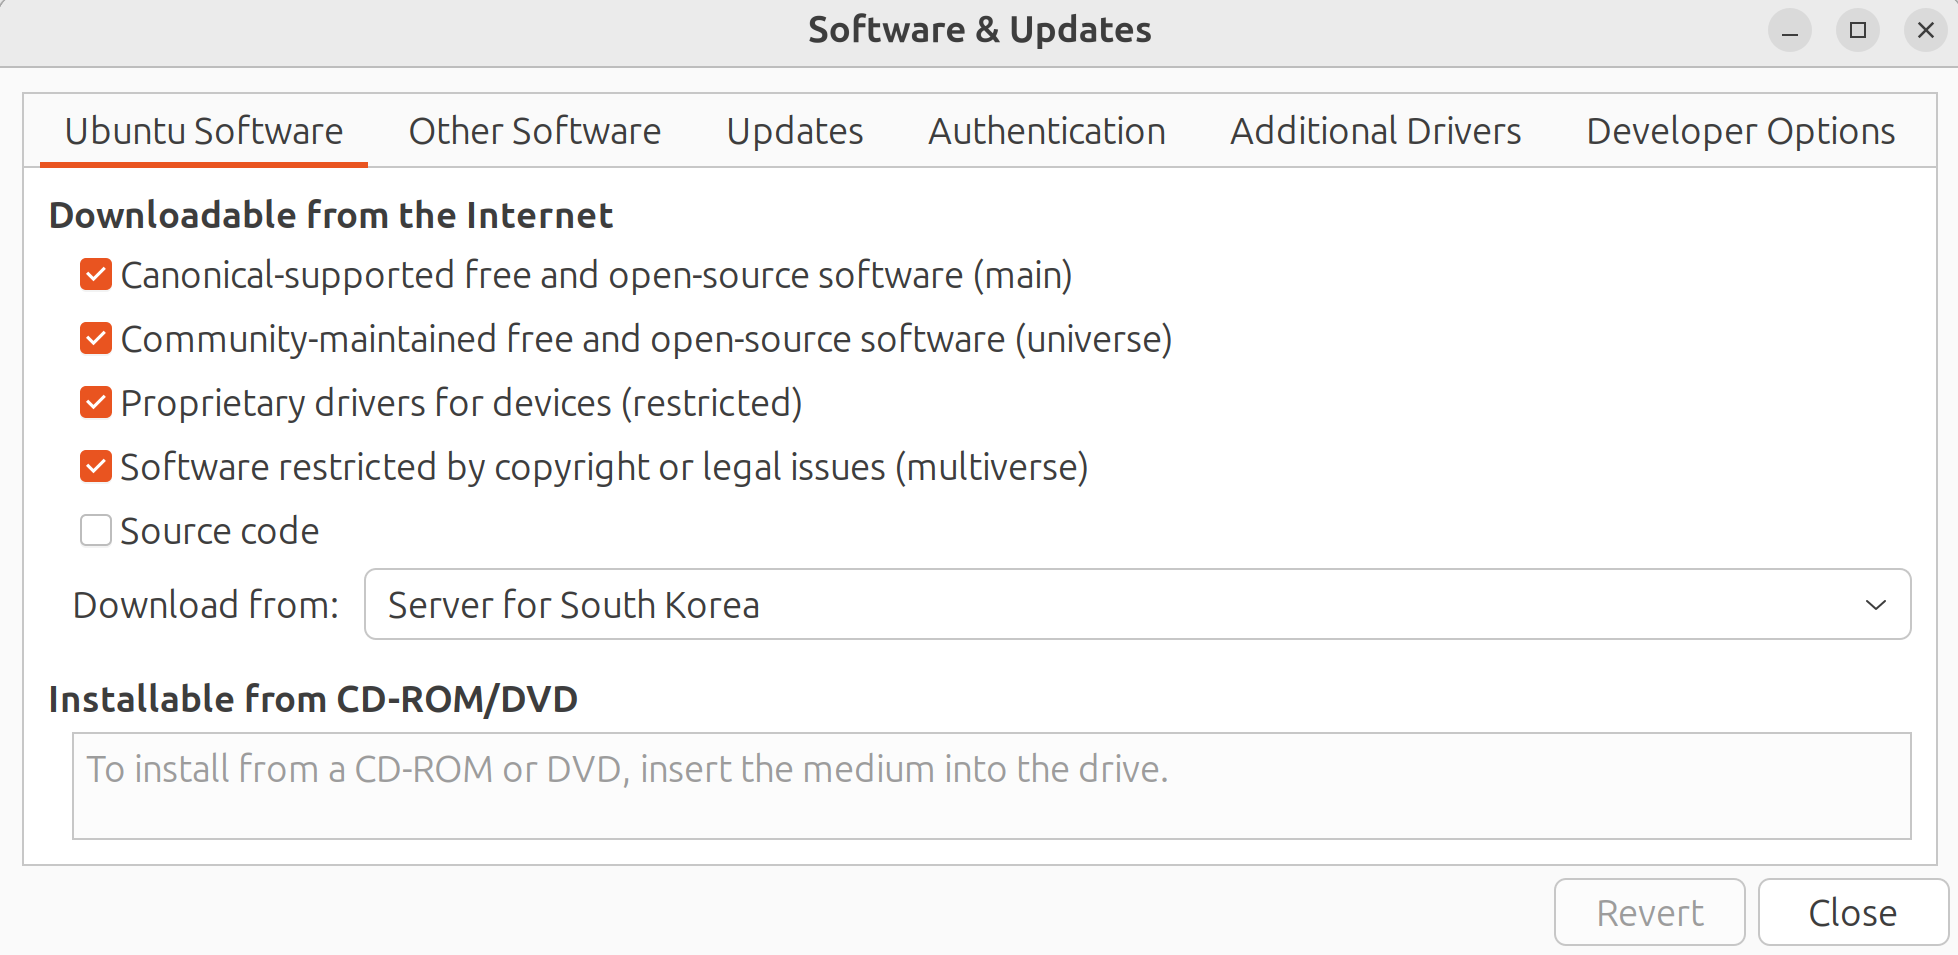 Software & Updates
Ubuntu Software Other Software Updates Authentication Additional Drivers Developer Options
Downloadable from the Internet
Canonical-supported free and open-source software (main)
Community-maintained free and open-source software (universe)
Proprietary drivers for devices (restricted)
Software restricted by copyright or legal issues (multiverse)
Source code
Download from: Server for South Korea
Installable from CD-ROM/DVD
To install from a CD-ROM or DVD, insert the medium into the drive.
Revert Close